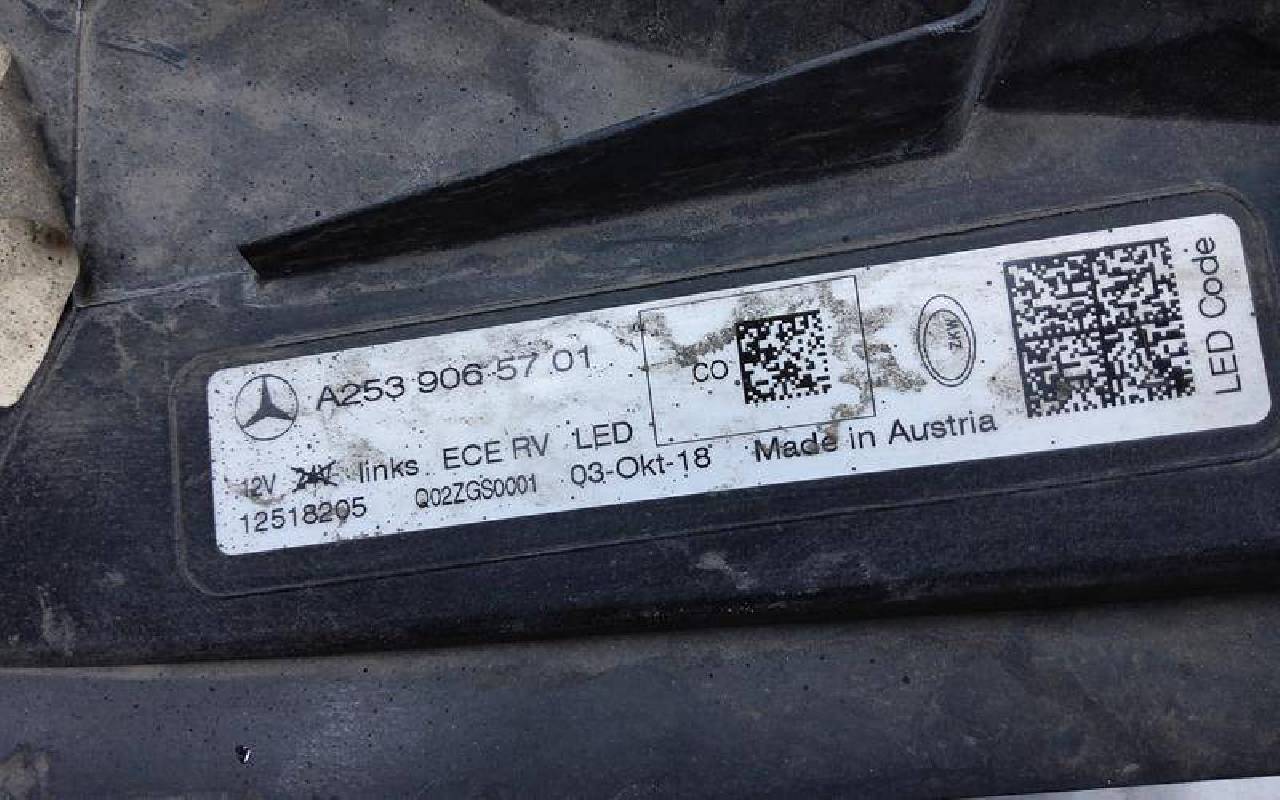 A253 906 57 01
CO
12V 24V links ECE RV LED
12518205 Q02ZGS0001 03-Okt-18 Made in Austria
LED Code